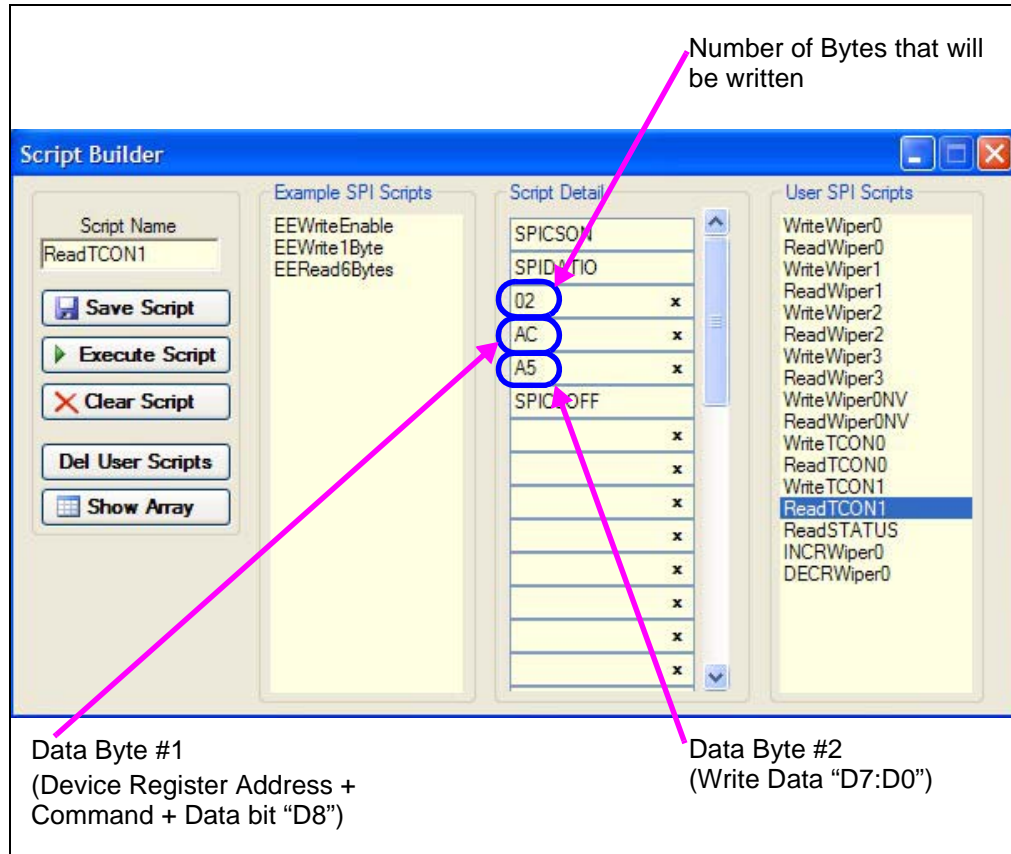 Number of Bytes that will
be written
Script Builder
Script Name
ReadTCON1
Save Script
Execute Script
Clear Script
Del User Scripts
Show Array
Example SPI Scripts
EEWriteEnable
EEWrite1Byte
EERead6Bytes
Script Detail
SPICSON
SPIDATIO
02 x
AC x
A5 x
SPICSOFF
x
x
x
x
x
x
x
x
User SPI Scripts
WriteWiper0
ReadWiper0
WriteWiper1
ReadWiper1
WriteWiper2
ReadWiper2
WriteWiper3
ReadWiper3
WriteWiper0NV
ReadWiper0NV
WriteTCON0
ReadTCON0
WriteTCON1
ReadTCON1
ReadSTATUS
INCRWiper0
DECRWiper0
Data Byte #1
(Device Register Address +
Command + Data bit “D8”)
Data Byte #2
(Write Data “D7:D0”)